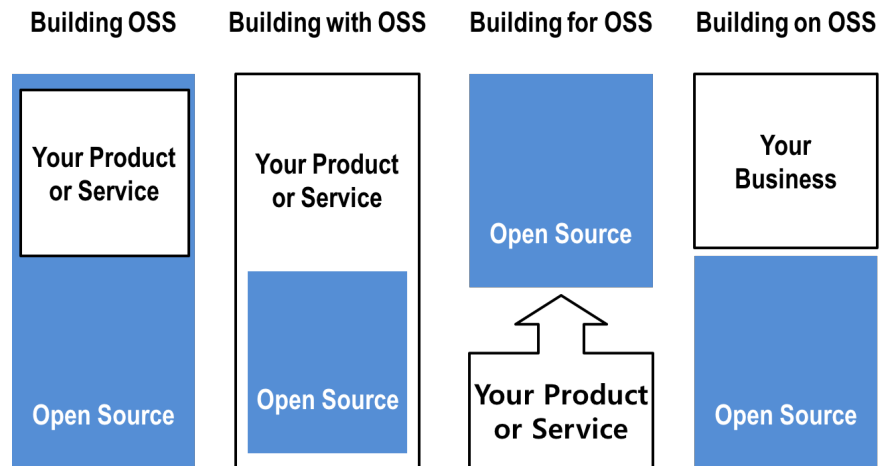 Building OSS
Building with OSS
Building for OSS
Building on OSS
Your Product
or Service
Open Source
Your Product
or Service
Open Source
Open Source
Your Product
or Service
Your
Business
Open Source